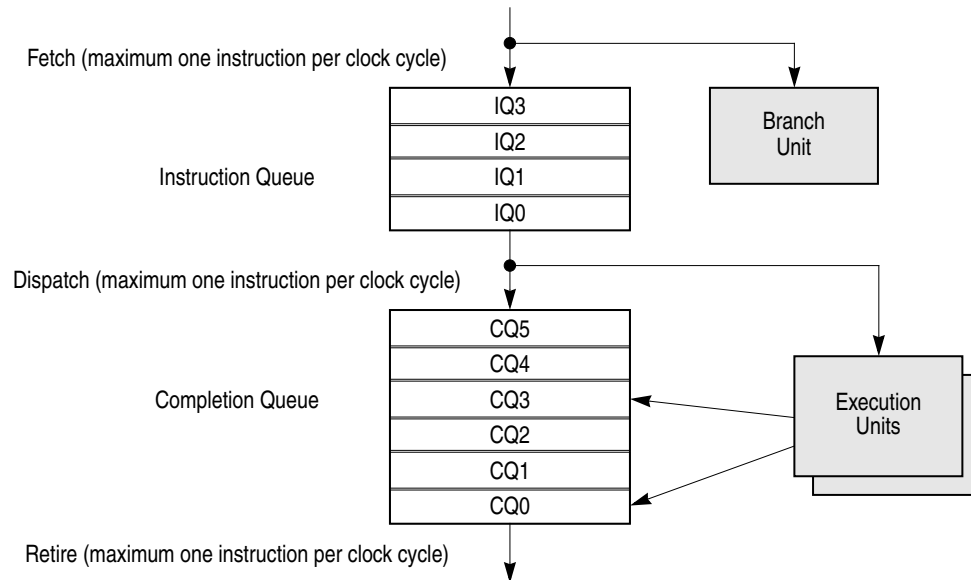 Fetch (maximum one instruction per clock cycle)
IQ3
IQ2
IQ1
IQ0
Instruction Queue
Branch
Unit
Dispatch (maximum one instruction per clock cycle)
CQ5
CQ4
CQ3
CQ2
CQ1
CQ0
Completion Queue
Execution
Units
Retire (maximum one instruction per clock cycle)